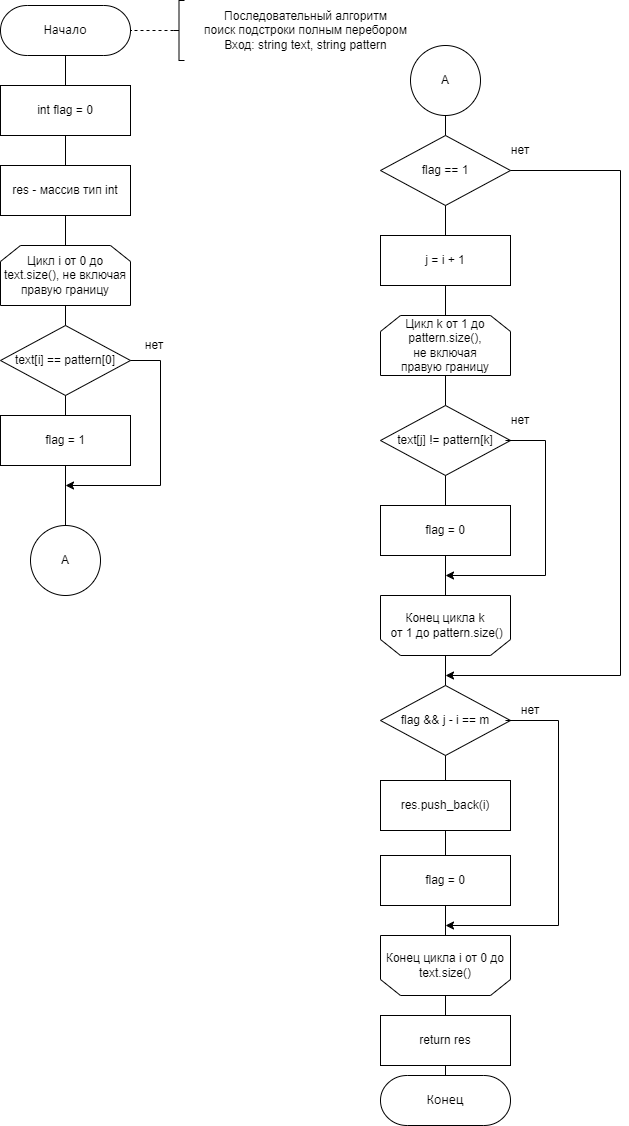 Начало
Последовательный алгоритм
поиск подстроки полным перебором
Вход: string text, string pattern
int flag = 0
res - массив тип int
Цикл i от 0 до
text.size(), не включая
правую границу
text[i] == pattern[0]
нет
flag = 1
A
A
flag == 1
нет
j = i + 1
Цикл k от 1 до
pattern.size(),
не включая
правую границу
text[j] != pattern[k]
нет
flag = 0
Конец цикла k
от 1 до pattern.size()
flag && j - i == m
нет
res.push_back(i)
flag = 0
Конец цикла i от 0 до
text.size()
return res
Конец